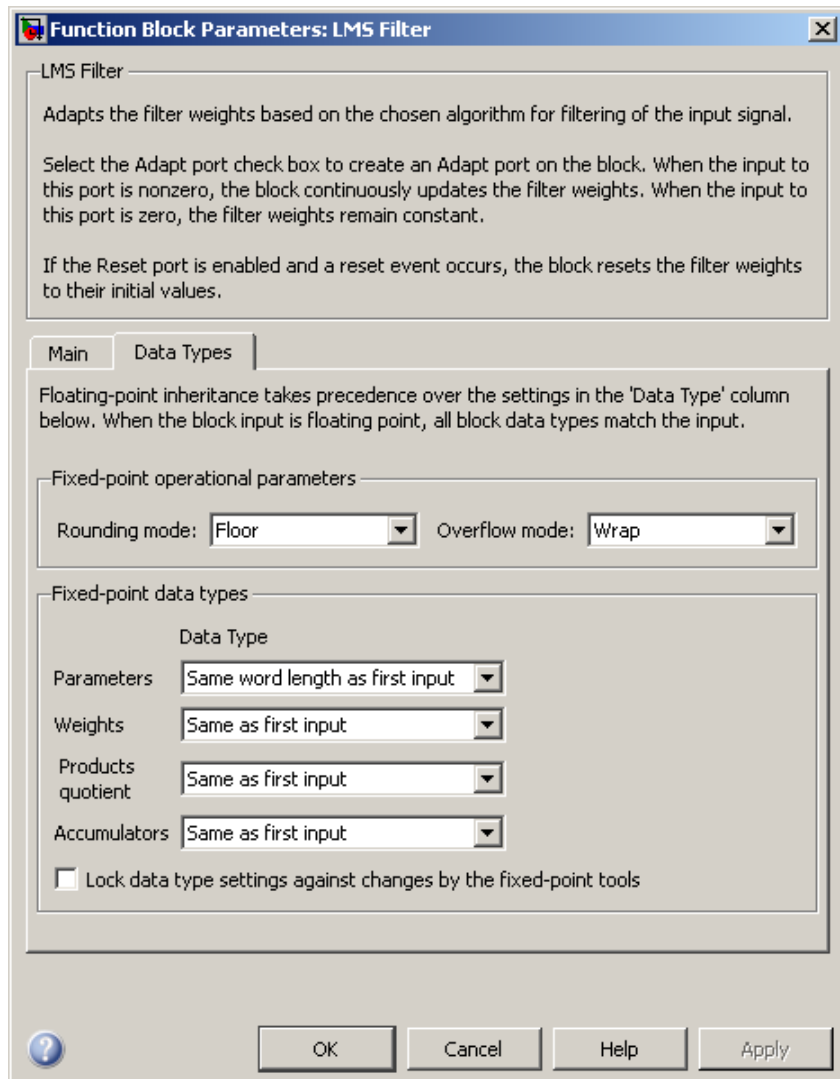 Function Block Parameters: LMS Filter
LMS Filter
Adapts the filter weights based on the chosen algorithm for filtering of the input signal.
Select the Adapt port check box to create an Adapt port on the block. When the input to
this port is nonzero, the block continuously updates the filter weights. When the input to
this port is zero, the filter weights remain constant.
If the Reset port is enabled and a reset event occurs, the block resets the filter weights
to their initial values.
Main Data Types
Floating-point inheritance takes precedence over the settings in the 'Data Type' column
below. When the block input is floating point, all block data types match the input.
Fixed-point operational parameters
Rounding mode: Floor Overflow mode: Wrap
Fixed-point data types
Data Type
Parameters Same word length as first input
Weights Same as first input
Products
quotient Same as first input
Accumulators Same as first input
Lock data type settings against changes by the fixed-point tools
? OK Cancel Help Apply